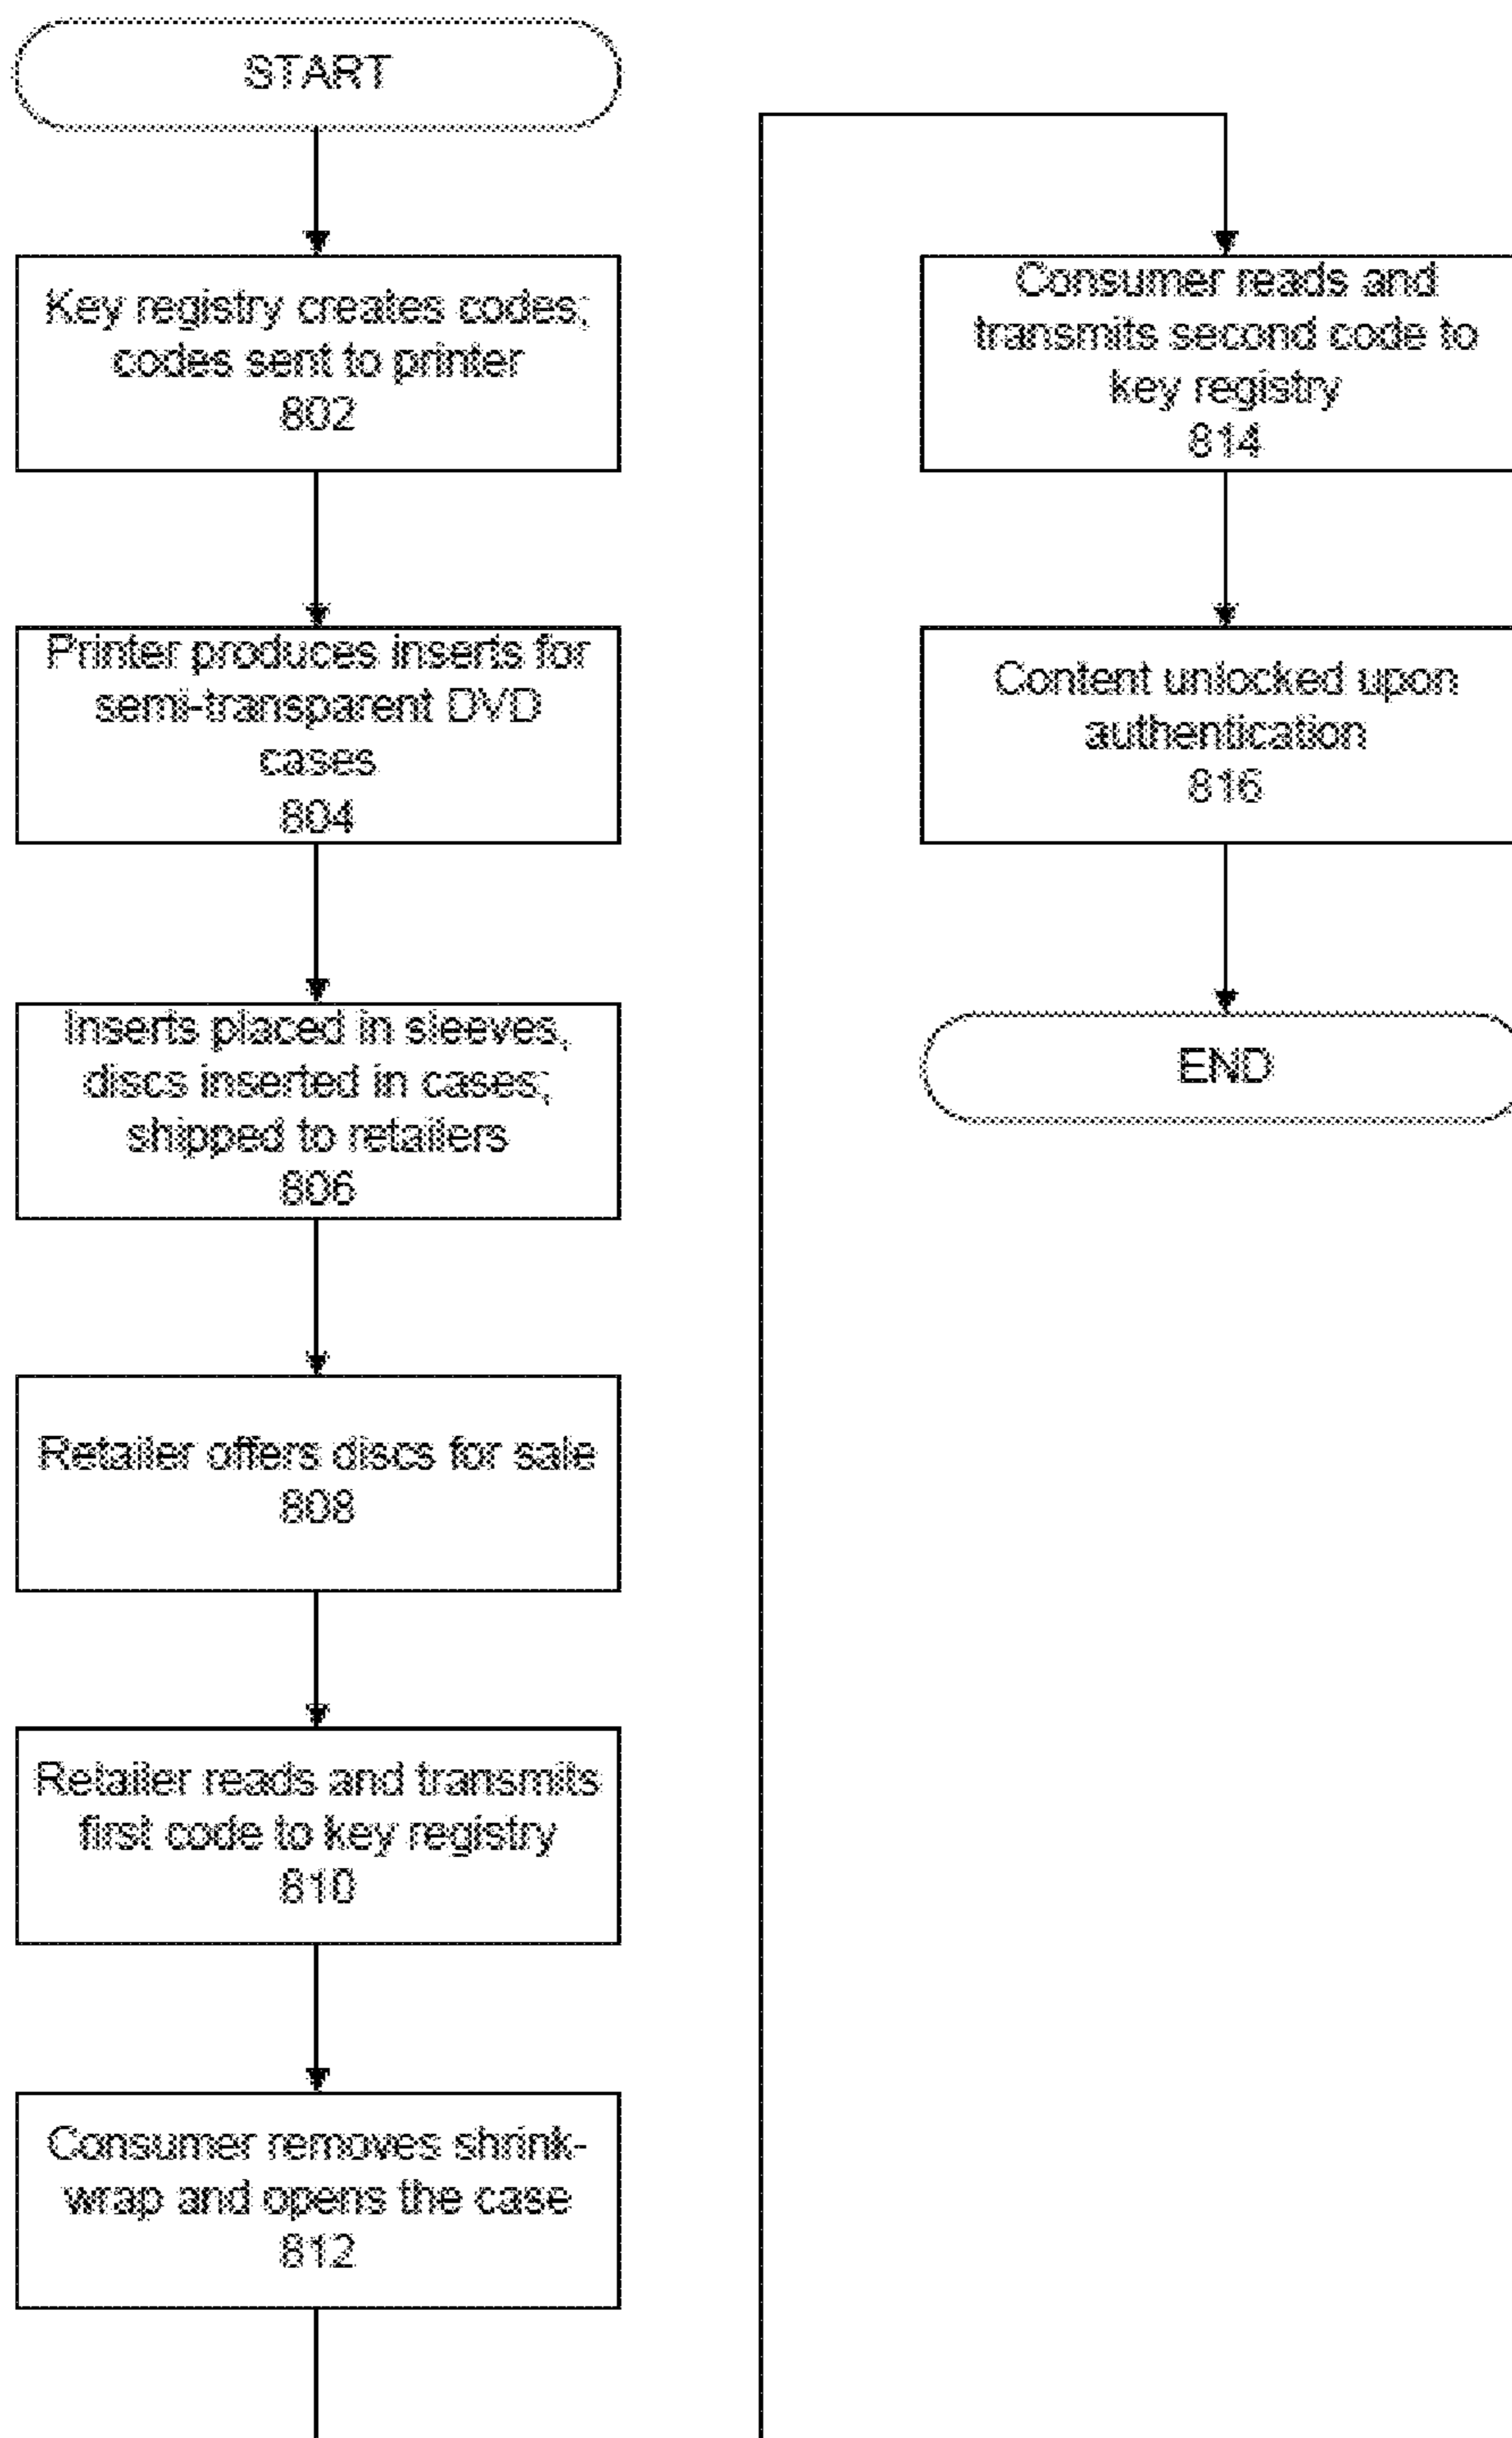 START
Key registry creates codes;
codes sent to printer
802
Printer produces inserts for
semi-transparent DVD
cases
804
Inserts placed in sleeves,
discs inserted in cases;
shipped to retailers
806
Retailer offers discs for sale
808
Retailer reads and transmits
first code to key registry
810
Consumer removes shrink-
wrap and opens the case
812
Consumer reads and
transmits second code to
key registry
814
Content unlocked upon
authentication
816
END